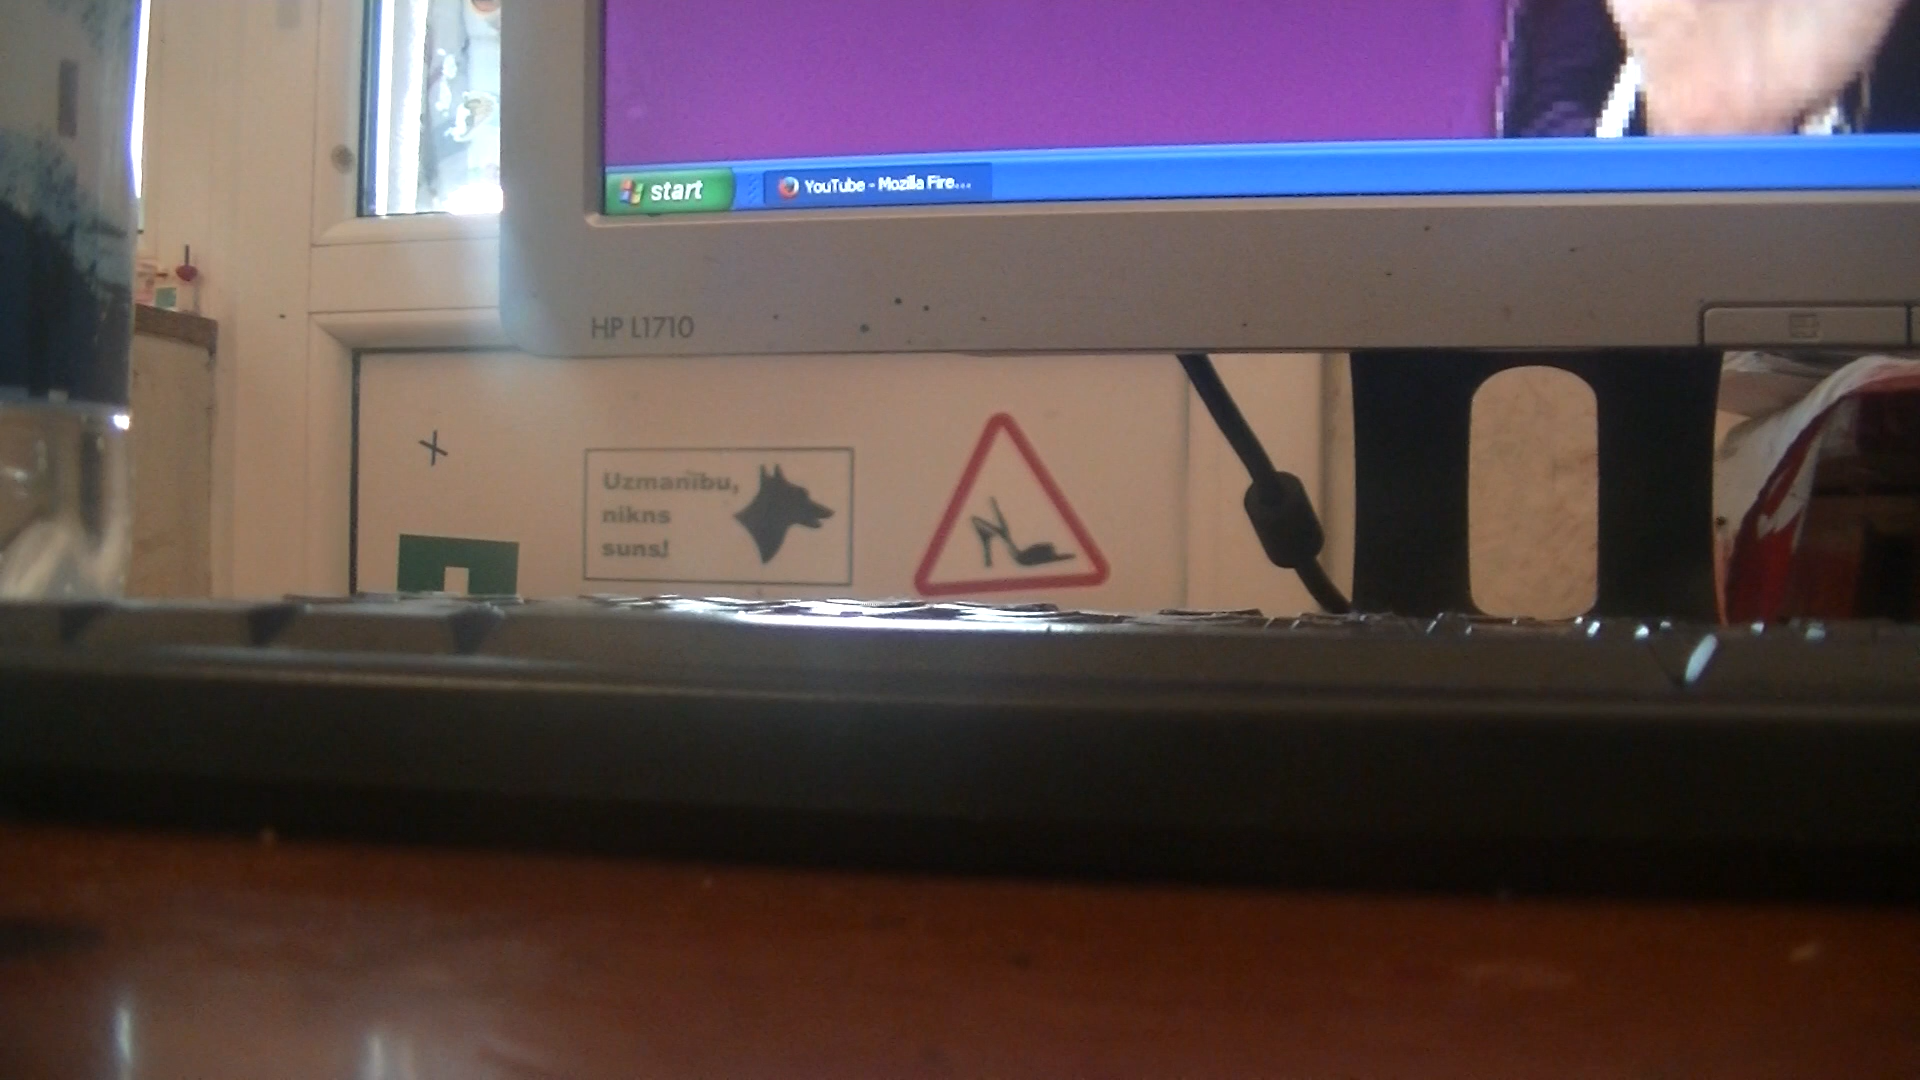 start
YouTube - Mozilla Fire...
HP L1710
Uzmanību,
nikns
suns!